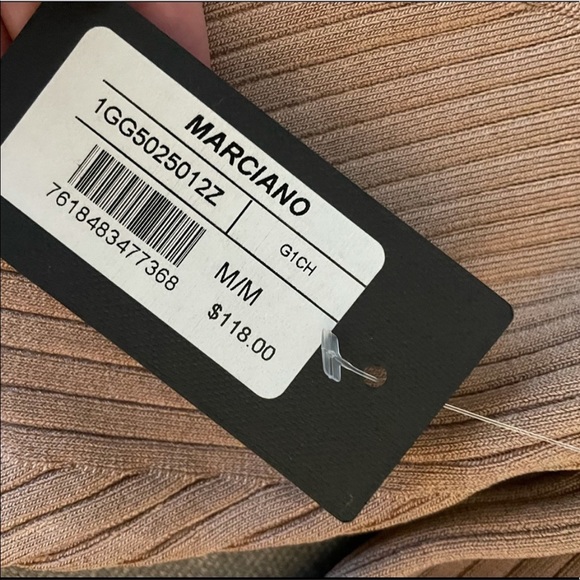 MARCIANO
1GG5025012Z
G1CH
7618483477368
M/M
$118.00